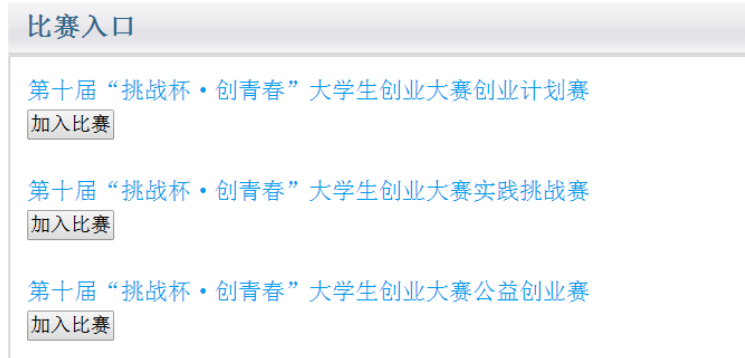 比赛入口
第十届“挑战杯·创青春”大学生创业大赛创业计划赛
加入比赛
第十届“挑战杯·创青春”大学生创业大赛实践挑战赛
加入比赛
第十届“挑战杯·创青春”大学生创业大赛公益创业赛
加入比赛